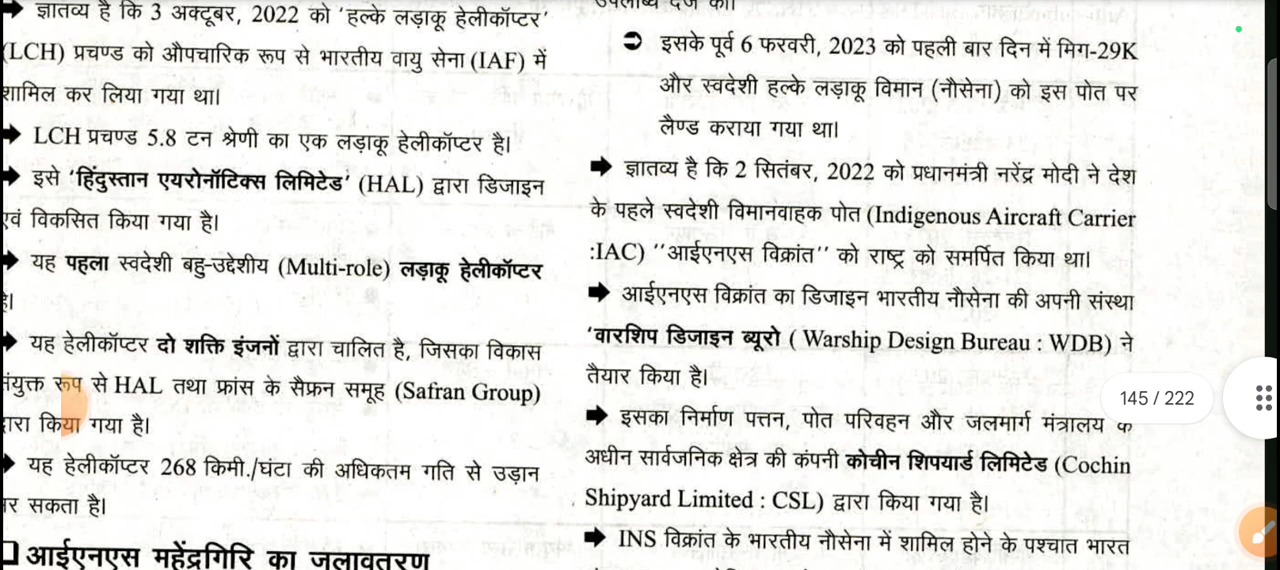 ज्ञातव्य है कि 3 अक्टूबर, 2022 को ‘हल्के लड़ाकू हेलीकॉप्टर’
(LCH) प्रचण्ड को औपचारिक रूप से भारतीय वायु सेना (IAF) में
शामिल कर लिया गया था।
LCH प्रचण्ड 5.8 टन श्रेणी का एक लड़ाकू हेलीकॉप्टर है।
इसे ‘हिंदुस्तान एयरोनॉटिक्स लिमिटेड’ (HAL) द्वारा डिजाइन
एवं विकसित किया गया है।
यह पहला स्वदेशी बहु-उद्देशीय (Multi-role) लड़ाकू हेलीकॉप्टर
है।
यह हेलीकॉप्टर दो शक्ति इंजनों द्वारा चालित है, जिसका विकास
संयुक्त रूप से HAL तथा फ्रांस के सैफ्रन समूह (Safran Group)
द्वारा किया गया है।
यह हेलीकॉप्टर 268 किमी./घंटा की अधिकतम गति से उड़ान
भर सकता है।
आईएनएस महेंद्रगिरि का जलावतरण
इसके पूर्व 6 फरवरी, 2023 को पहली बार दिन में मिग-29K
और स्वदेशी हल्के लड़ाकू विमान (नौसेना) को इस पोत पर
लैण्ड कराया गया था।
ज्ञातव्य है कि 2 सितंबर, 2022 को प्रधानमंत्री नरेंद्र मोदी ने देश
के पहले स्वदेशी विमानवाहक पोत (Indigenous Aircraft Carrier
:IAC) ‘‘आईएनएस विक्रांत’’ को राष्ट्र को समर्पित किया था।
आईएनएस विक्रांत का डिजाइन भारतीय नौसेना की अपनी संस्था
‘वारशिप डिजाइन ब्यूरो ( Warship Design Bureau : WDB) ने
तैयार किया है।
इसका निर्माण पत्तन, पोत परिवहन और जलमार्ग मंत्रालय के
अधीन सार्वजनिक क्षेत्र की कंपनी कोचीन शिपयार्ड लिमिटेड (Cochin
Shipyard Limited : CSL) द्वारा किया गया है।
INS विक्रांत के भारतीय नौसेना में शामिल होने के पश्चात भारत
145 / 222